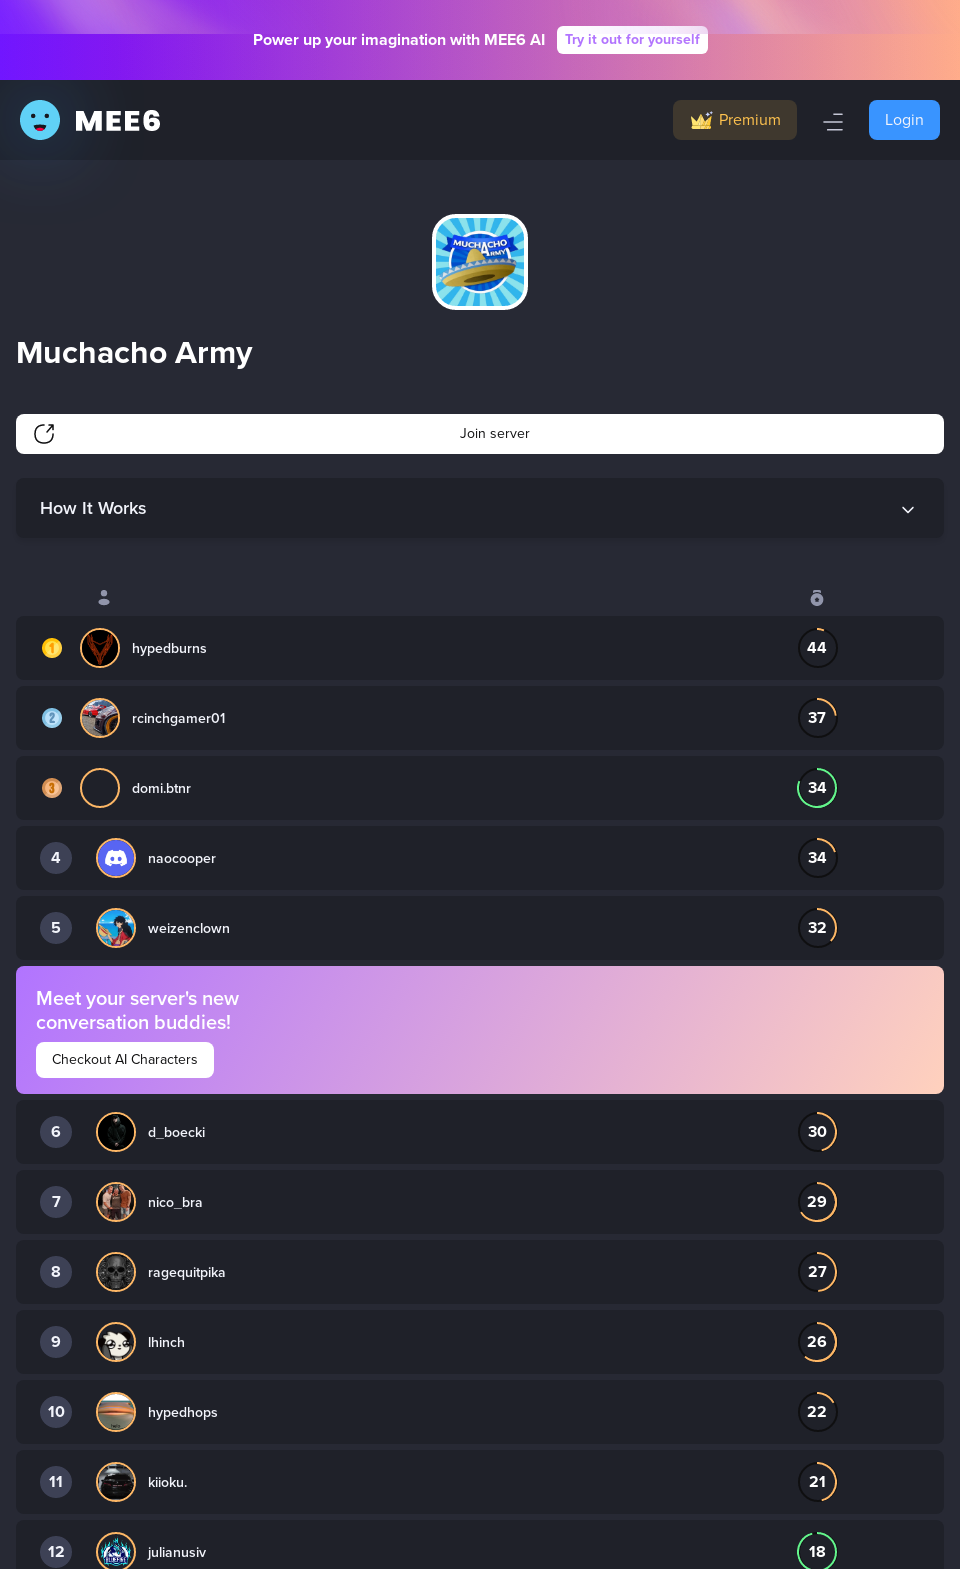 Power up your imagination with MEE6 AI Try it out for yourself
MEE6 Premium Login
MUCHACHO
ARMY
Muchacho Army
Join server
How It Works
1 hypedburns 44
2 rcinchgamer01 37
3 domi.btnr 34
4 naocooper 34
5 weizenclown 32
Meet your server's new
conversation buddies!
Checkout AI Characters
6 d_boecki 30
7 nico_bra 29
8 ragequitpika 27
9 lhinch 26
10 hypedhops 22
11 kiioku. 21
12 julianusiv 18